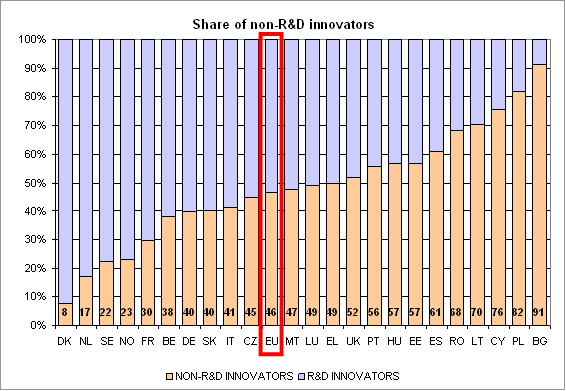 Share of non-R&D innovators
100%
90%
80%
70%
60%
50%
40%
30%
20%
10%
0%
8 17 22 23 30 38 40 40 41 45 46 47 49 49 52 56 57 57 61 68 70 76 82 91
DK NL SE NO FR BE DE SK IT CZ EU MT LU EL UK PT HU EE ES RO LT CY PL BG
NON-R&D INNOVATORS R&D INNOVATORS